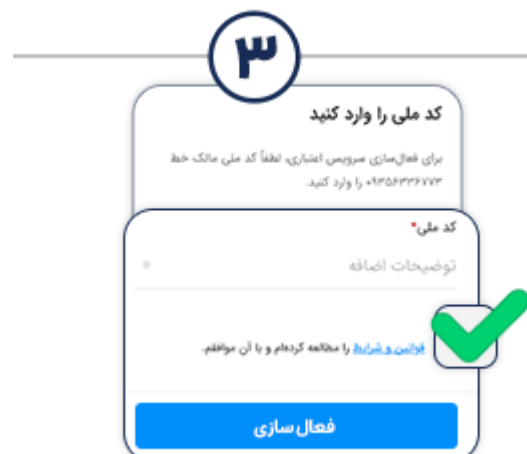 ۳
کد ملی را وارد کنید
برای فعال‌سازی سرویس اعتباری، لطفاً کد ملی مالک خط
۰۹۳۵۶۳۳۶۷۷۳ را وارد کنید.
کد ملی*
توضیحات اضافه
قوانین و شرایط را مطالعه کرده‌ام و با آن موافقم.
فعال‌سازی